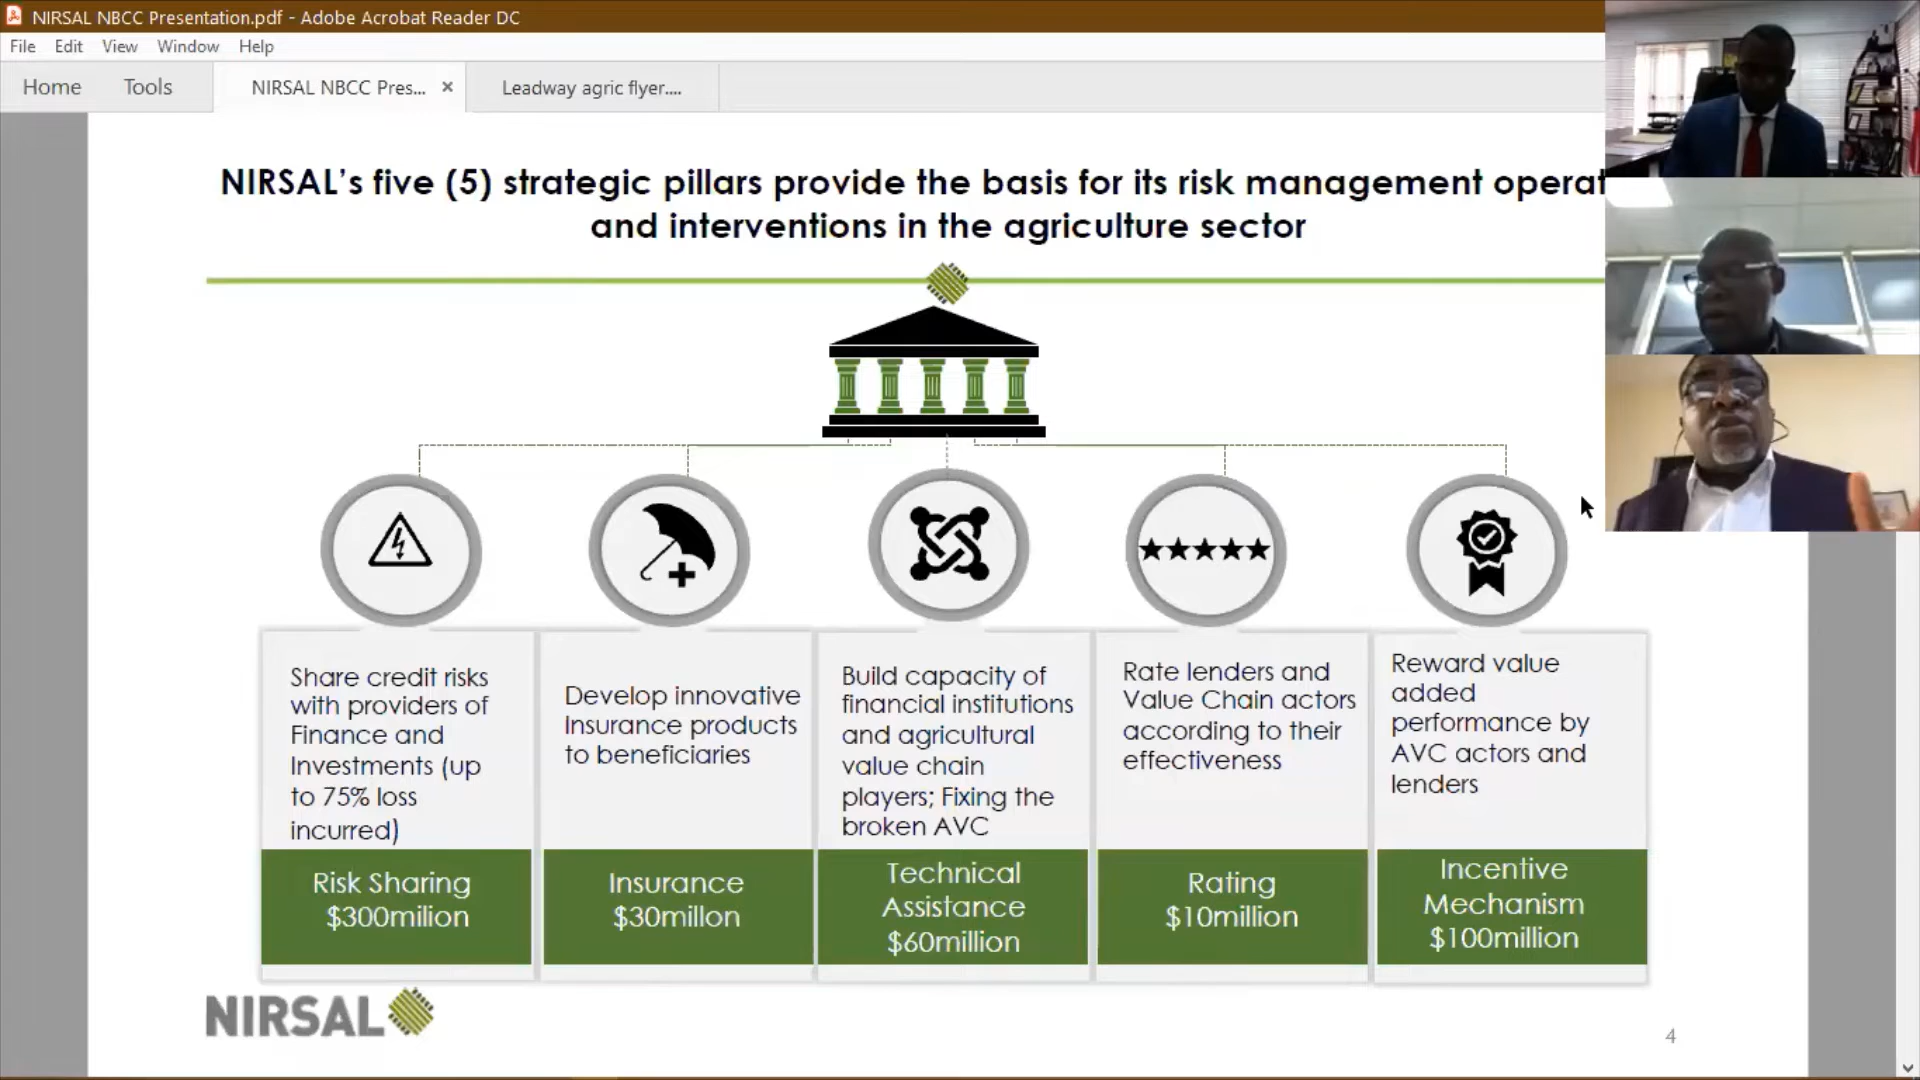 NIRSAL NBCC Presentation.pdf - Adobe Acrobat Reader DC
File Edit View Window Help
Home Tools NIRSAL NBCC Pres... × Leadway agric flyer....
NIRSAL's five (5) strategic pillars provide the basis for its risk management operat
and interventions in the agriculture sector
Share credit risks
with providers of
Finance and
Investments (up
to 75% loss
incurred)
Risk Sharing
$300milion
Develop innovative
Insurance products
to beneficiaries
Insurance
$30millon
Build capacity of
financial institutions
and agricultural
value chain
players; Fixing the
broken AVC
Technical
Assistance
$60million
Rate lenders and
Value Chain actors
according to their
effectiveness
Rating
$10million
Reward value
added
performance by
AVC actors and
lenders
Incentive
Mechanism
$100million
NIRSAL
4